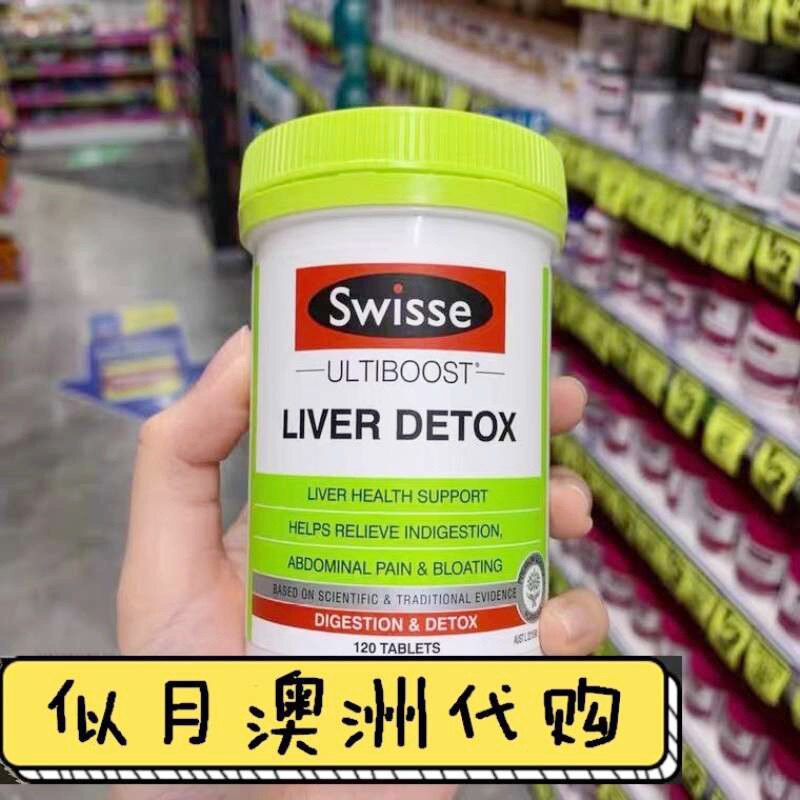 Swisse
ULTIBOOST®
LIVER DETOX
LIVER HEALTH SUPPORT
HELPS RELIEVE INDIGESTION,
ABDOMINAL PAIN & BLOATING
BASED ON SCIENTIFIC & TRADITIONAL EVIDENCE
DIGESTION & DETOX
120 TABLETS
似月澳洲代购